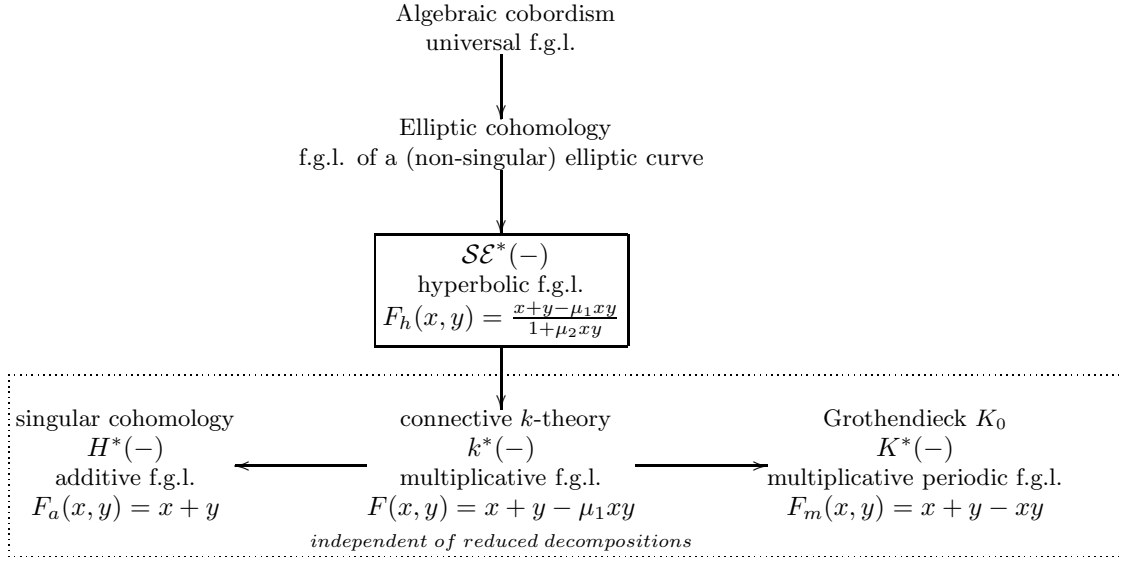 Algebraic cobordism
universal f.g.l.
Elliptic cohomology
f.g.l. of a (non-singular) elliptic curve
𝒮ℰ*(−)
hyperbolic f.g.l.
F_h(x, y) = \frac{x+y−μ_1xy}{1+μ_2xy}
singular cohomology
H*(−)
additive f.g.l.
F_a(x, y) = x + y
connective k-theory
k*(−)
multiplicative f.g.l.
F(x, y) = x + y − μ_1xy
Grothendieck K_0
K*(−)
multiplicative periodic f.g.l.
F_m(x, y) = x + y − xy
independent of reduced decompositions